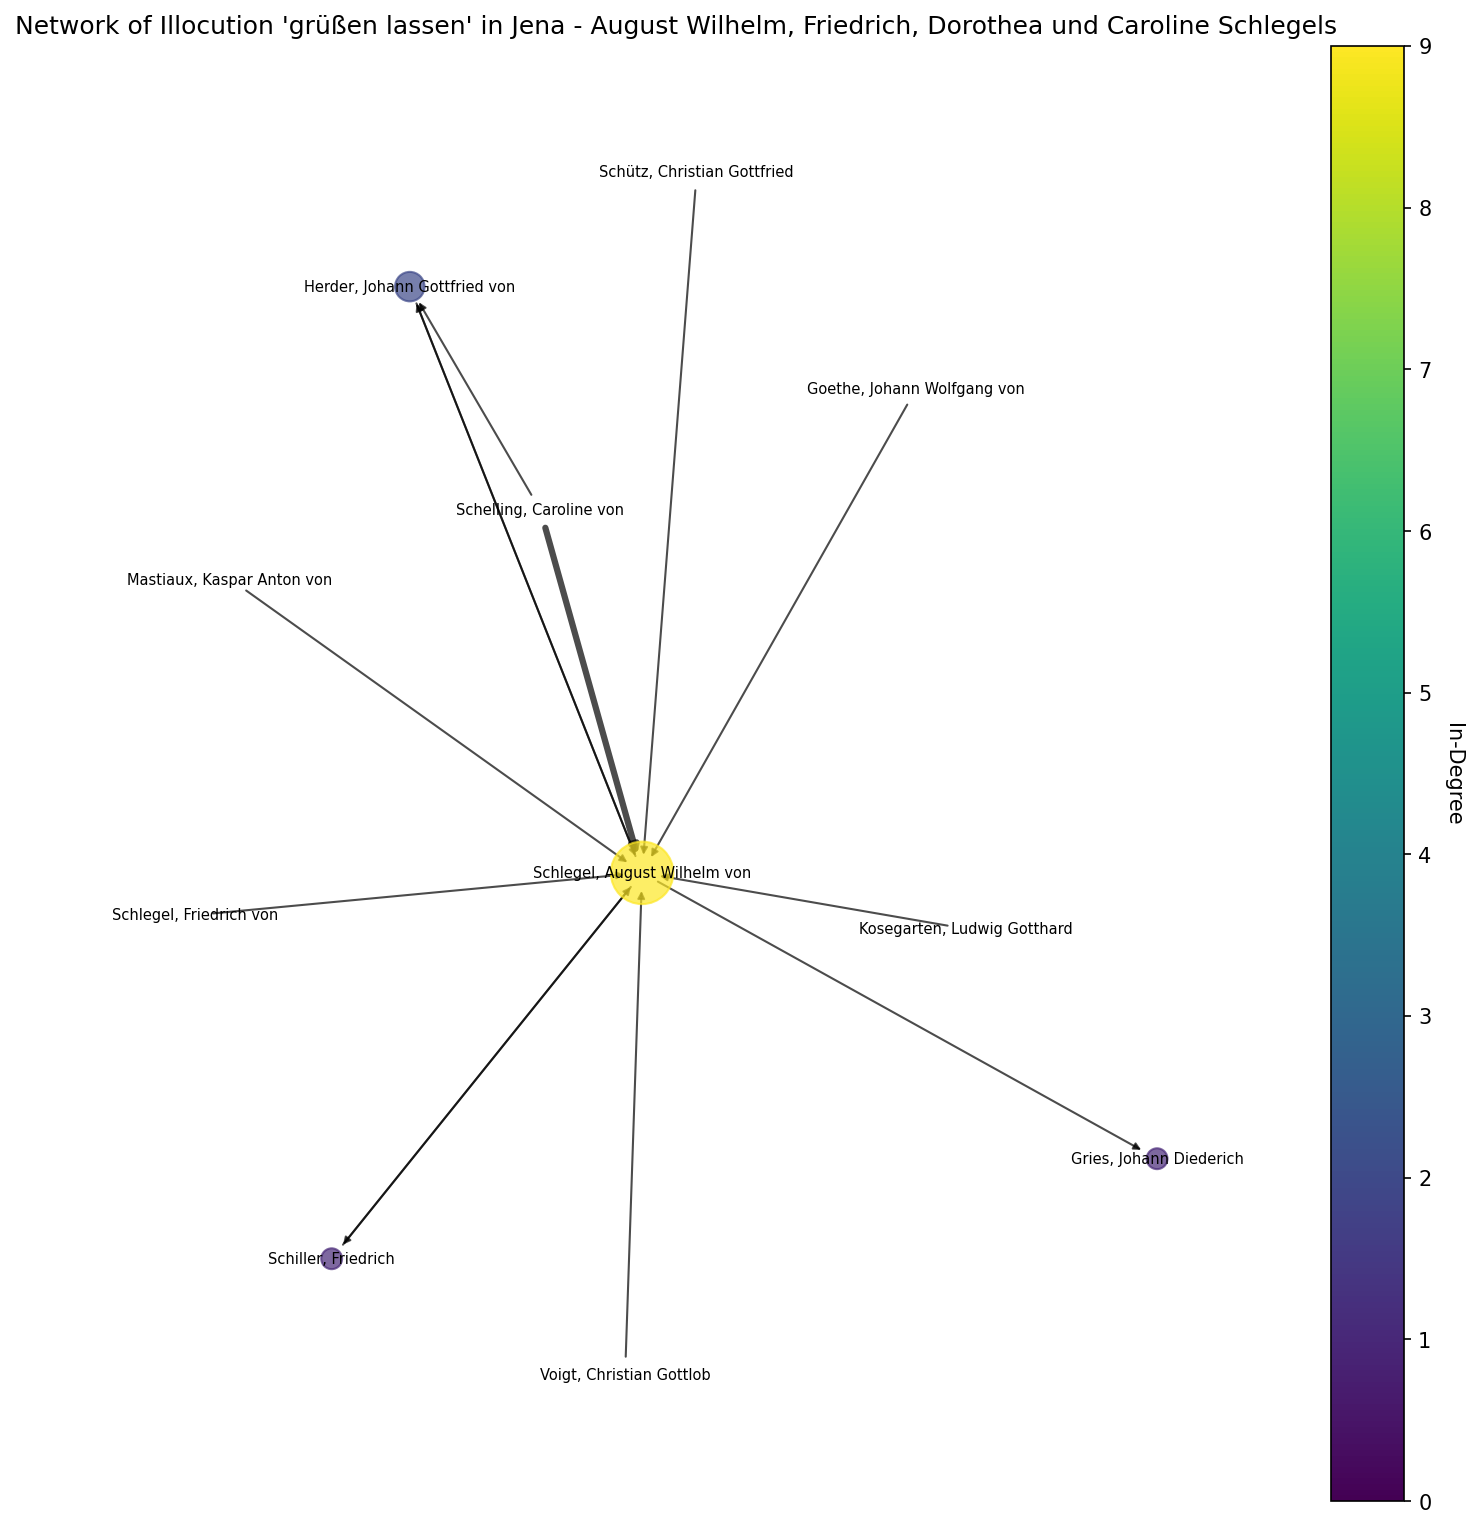 Network of Illocution 'grüßen lassen' in Jena - August Wilhelm, Friedrich, Dorothea und Caroline Schlegels
Schütz, Christian Gottfried
Herder, Johann Gottfried von
Goethe, Johann Wolfgang von
Schelling, Caroline von
Mastiaux, Kaspar Anton von
Schlegel, August Wilhelm von
Schlegel, Friedrich von
Kosegarten, Ludwig Gotthard
Gries, Johann Diederich
Schiller, Friedrich
Voigt, Christian Gottlob
9
8
7
6
5
4
3
2
1
0
In-Degree